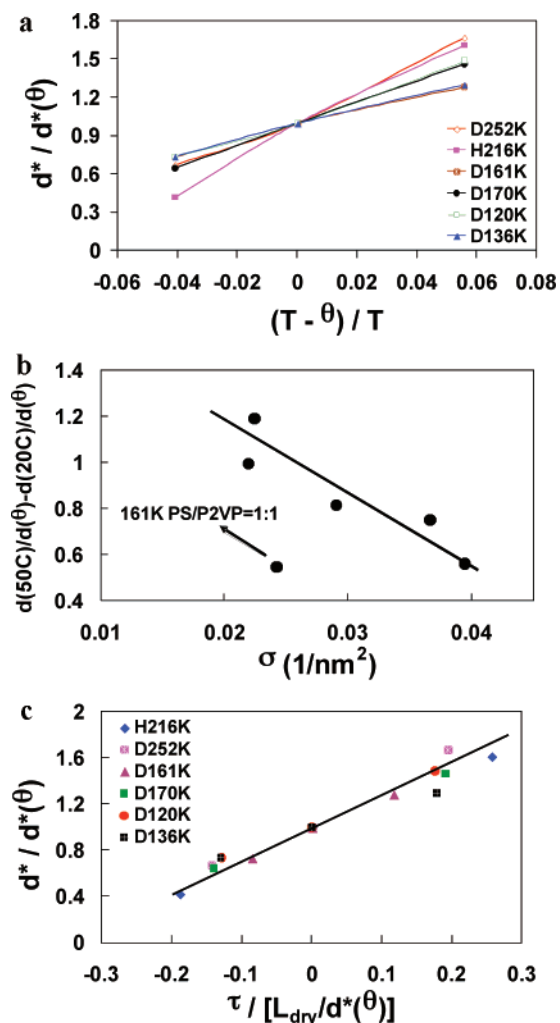 a
d* / d*(θ)
1.8
1.5
1.2
0.9
0.6
0.3
0
D252K
H216K
D161K
D170K
D120K
D136K
-0.06 -0.04 -0.02 0 0.02 0.04 0.06 0.08
(T - θ) / T
b
d(50C)/d(θ)-d(20C)/d(θ)
1.4
1.2
1
0.8
0.6
0.4
161K PS/P2VP=1:1
0.01 0.02 0.03 0.04
σ (1/nm²)
c
d* / d*(θ)
2
1.6
1.2
0.8
0.4
0
H216K
D252K
D161K
D170K
D120K
D136K
-0.3 -0.2 -0.1 0 0.1 0.2 0.3
τ / [Ldry/d*(θ)]